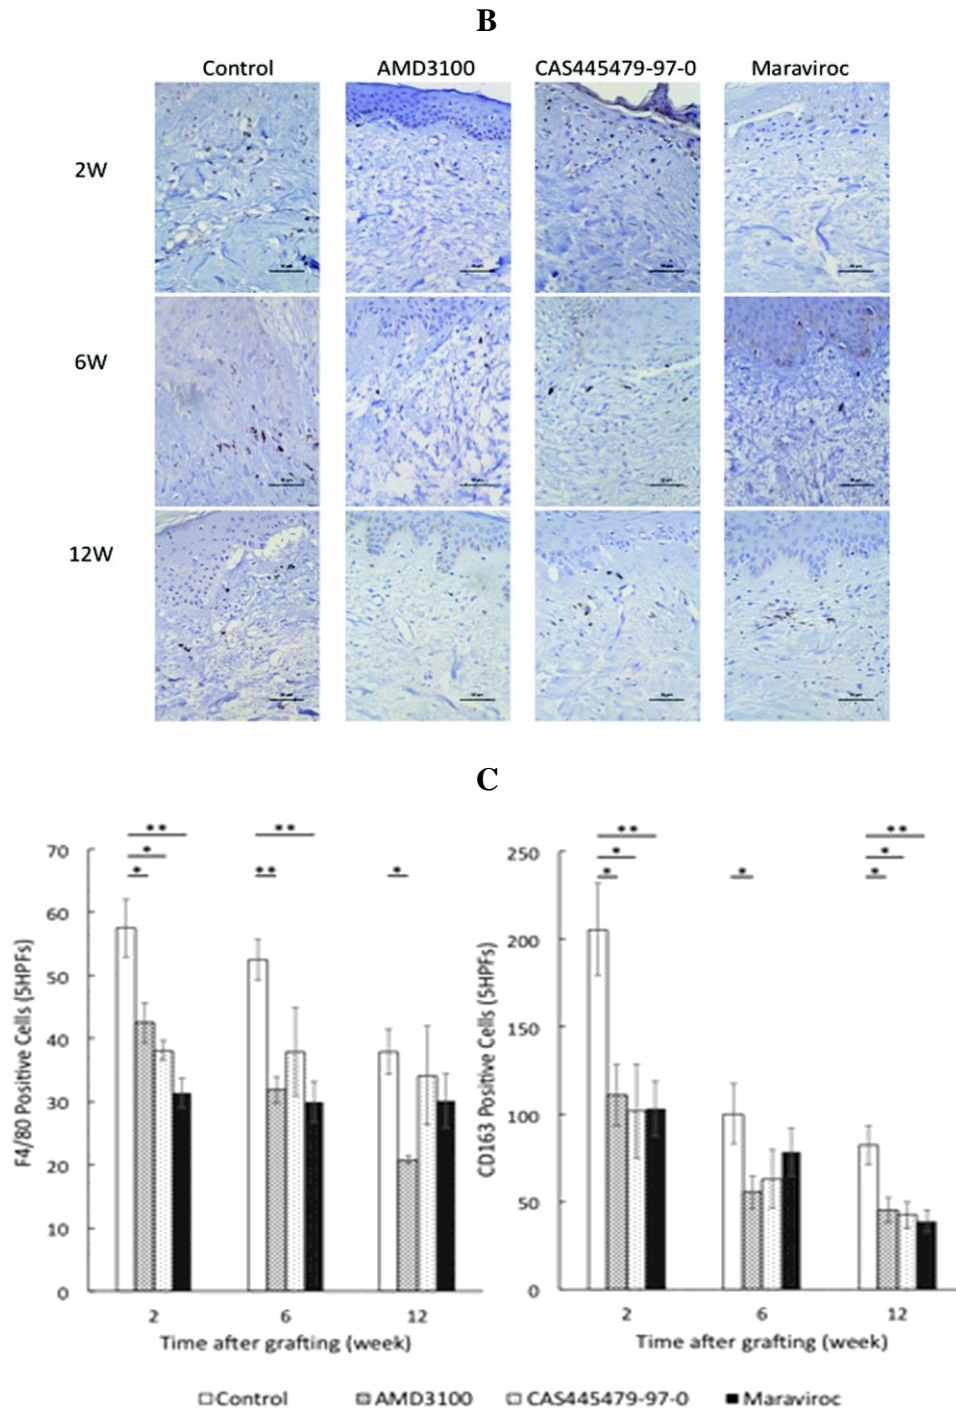 B
Control AMD3100 CAS445479-97-0 Maraviroc
2W
6W
12W
C
** ** **
* *
* ** * * * *
70
60
50
40
30
20
10
0
F4/80 Positive Cells (5HPFs)
2 6 12
Time after grafting (week)
250
200
150
100
50
0
CD163 Positive Cells (5HPFs)
2 6 12
Time after grafting (week)
Control AMD3100 CAS445479-97-0 Maraviroc